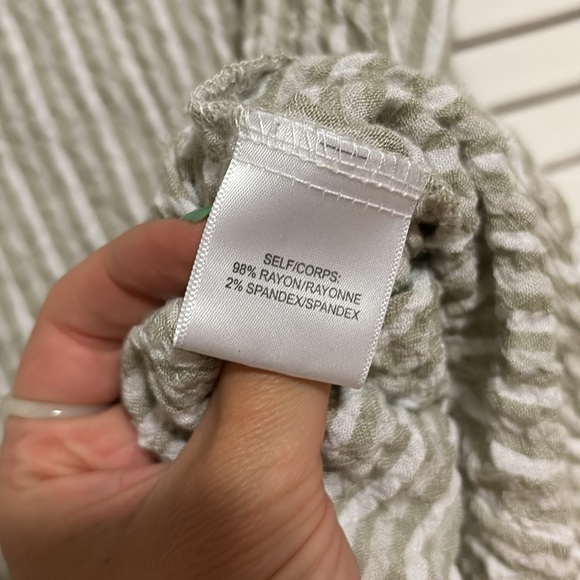 SELF/CORPS:
98% RAYON/RAYONNE
2% SPANDEX/SPANDEX